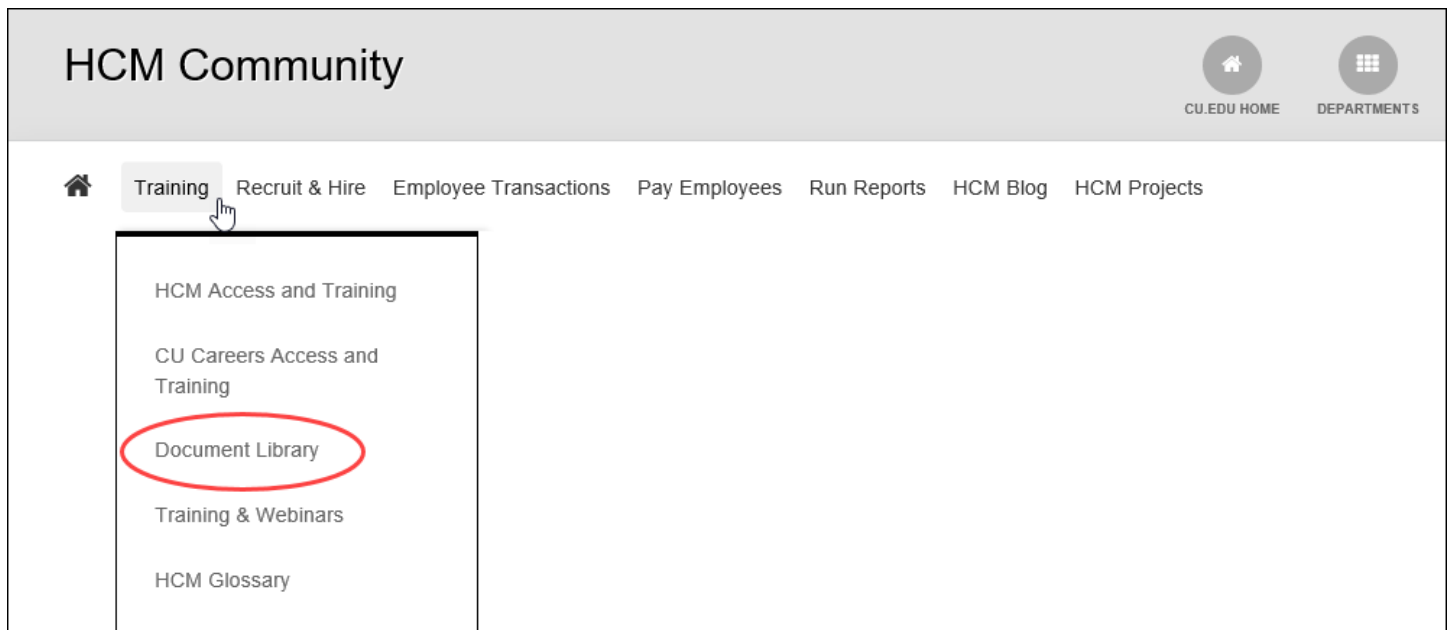 HCM Community
CU.EDU HOME
DEPARTMENTS
Training
Recruit & Hire
Employee Transactions
Pay Employees
Run Reports
HCM Blog
HCM Projects
HCM Access and Training
CU Careers Access and
Training
Document Library
Training & Webinars
HCM Glossary